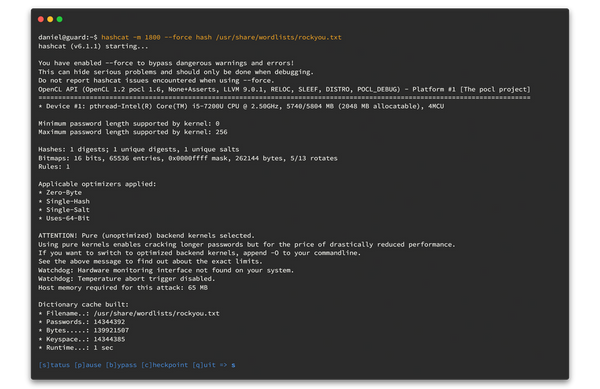 daniel@guard:~$ hashcat -m 1800 --force hash /usr/share/wordlists/rockyou.txt
hashcat (v6.1.1) starting...
You have enabled --force to bypass dangerous warnings and errors!
This can hide serious problems and should only be done when debugging.
Do not report hashcat issues encountered when using --force.
OpenCL API (OpenCL 1.2 pocl 1.6, None+Asserts, LLVM 9.0.1, RELOC, SLEEF, DISTRO, POCL_DEBUG) - Platform #1 [The pocl project]
====================================================================================================================================
* Device #1: pthread-Intel(R) Core(TM) i5-7200U CPU @ 2.50GHz, 5740/5804 MB (2048 MB allocatable), 4MCU
Minimum password length supported by kernel: 0
Maximum password length supported by kernel: 256
Hashes: 1 digests; 1 unique digests, 1 unique salts
Bitmaps: 16 bits, 65536 entries, 0x0000ffff mask, 262144 bytes, 5/13 rotates
Rules: 1
Applicable optimizers applied:
* Zero-Byte
* Single-Hash
* Single-Salt
* Uses-64-Bit
ATTENTION! Pure (unoptimized) backend kernels selected.
Using pure kernels enables cracking longer passwords but for the price of drastically reduced performance.
If you want to switch to optimized backend kernels, append -O to your commandline.
See the above message to find out about the exact limits.
Watchdog: Hardware monitoring interface not found on your system.
Watchdog: Temperature abort trigger disabled.
Host memory required for this attack: 65 MB
Dictionary cache built:
* Filename..: /usr/share/wordlists/rockyou.txt
* Passwords.: 14344392
* Bytes.....: 139921507
* Keyspace..: 14344385
* Runtime...: 1 sec
[s]tatus [p]ause [b]ypass [c]heckpoint [q]uit => s